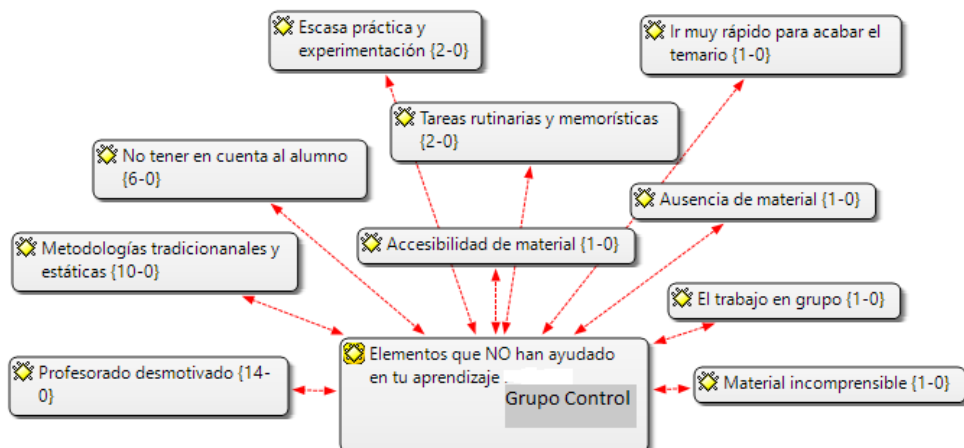 Escasa práctica y
experimentación {2-0}
Ir muy rápido para acabar el
temario {1-0}
Tareas rutinarias y memorísticas
{2-0}
No tener en cuenta al alumno
{6-0}
Ausencia de material {1-0}
Metodologías tradicionanales y
estáticas {10-0}
Accesibilidad de material {1-0}
El trabajo en grupo {1-0}
Elementos que NO han ayudado
en tu aprendizaje
Grupo Control
Profesorado desmotivado {14-
0}
Material incomprensible {1-0}